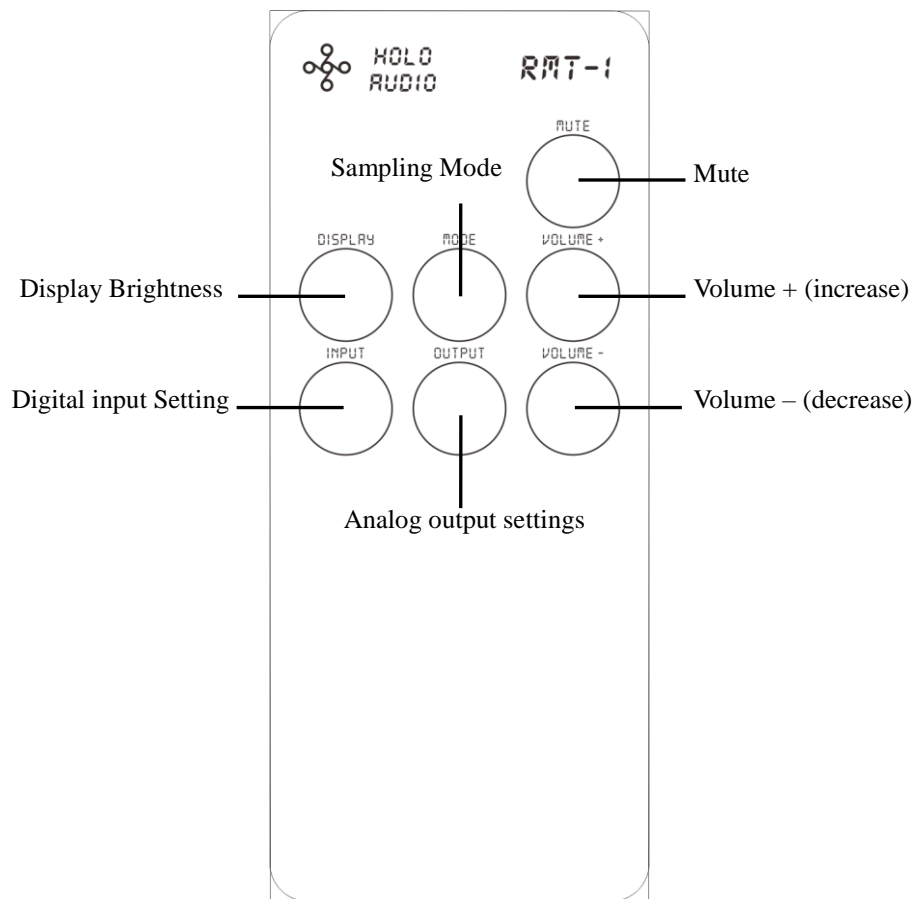 HOLO
AUDIO
RMT-1
MUTE
Sampling Mode
Mute
DISPLAY
MODE
VOLUME +
Display Brightness
Volume + (increase)
INPUT
OUTPUT
VOLUME -
Digital input Setting
Volume – (decrease)
Analog output settings